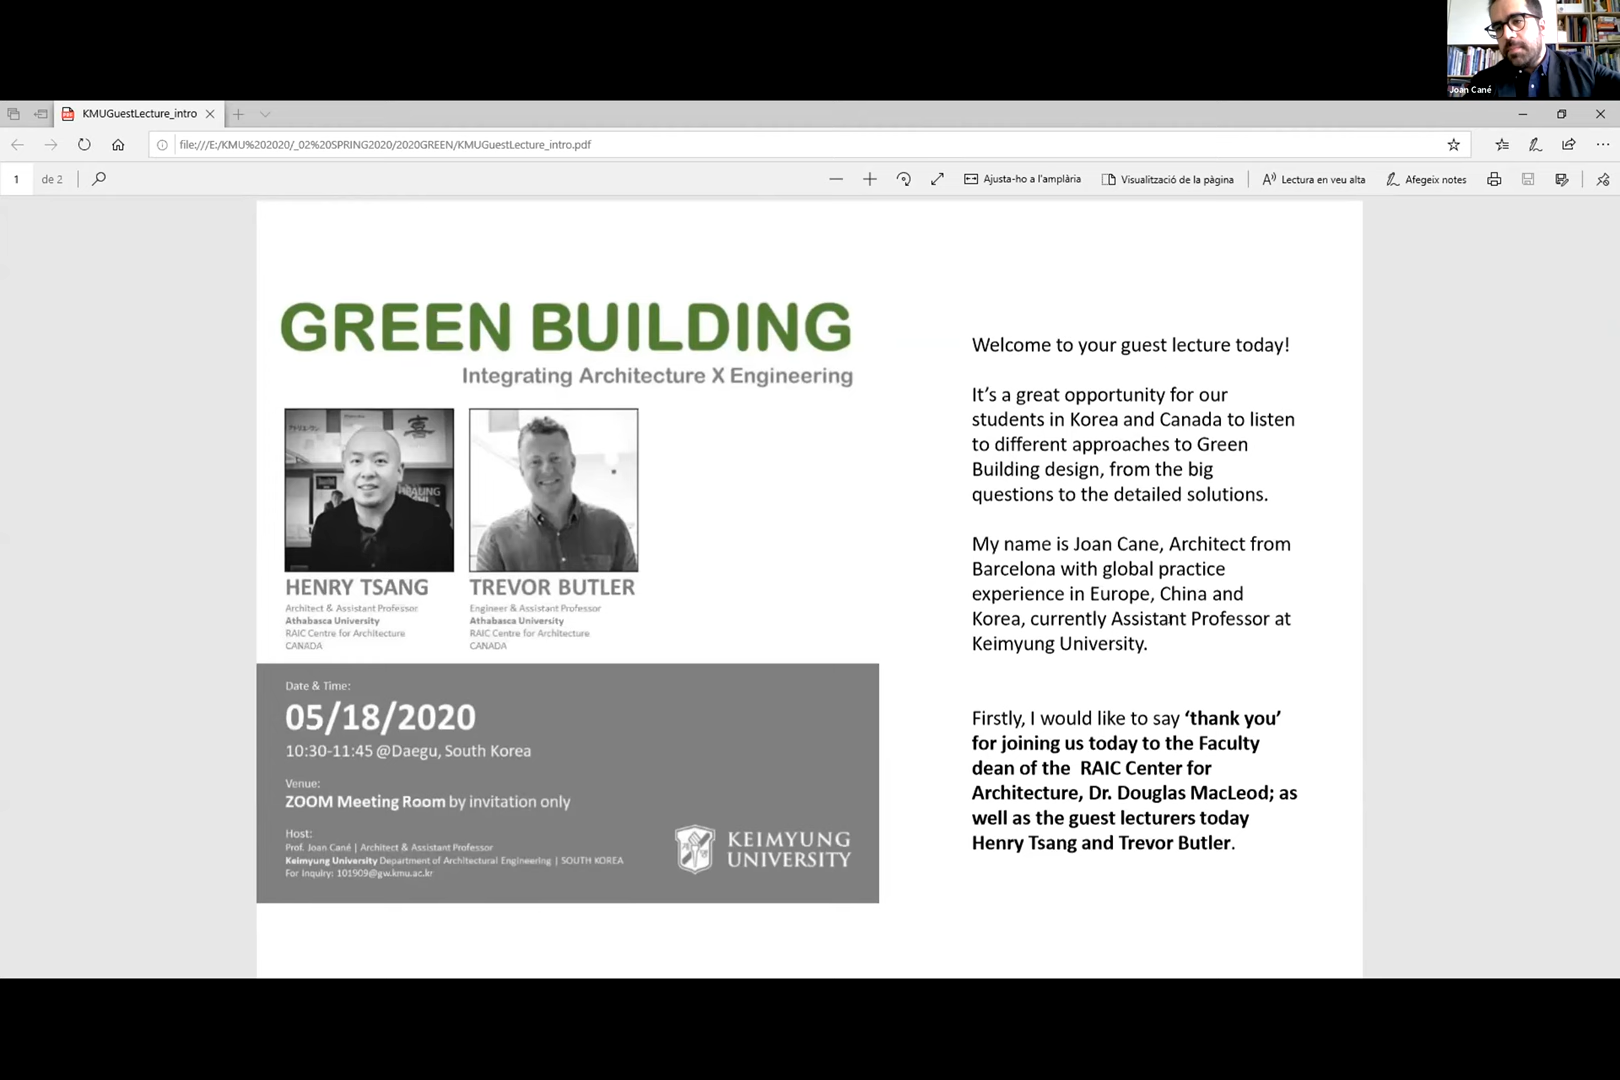 Joan Cané
KMUGuestLecture_intro
file:///E:/KMU%202020/_02%20SPRING2020/2020GREEN/KMUGuestLecture_intro.pdf
1 de 2
Ajusta-ho a l'amplària
Visualització de la pàgina
Lectura en veu alta
Afegeix notes
GREEN BUILDING
Integrating Architecture X Engineering
HENRY TSANG
Architect & Assistant Professor
Athabasca University
RAIC Centre for Architecture
CANADA
TREVOR BUTLER
Engineer & Assistant Professor
Athabasca University
RAIC Centre for Architecture
CANADA
Date & Time:
05/18/2020
10:30-11:45 @Daegu, South Korea
Venue:
ZOOM Meeting Room by invitation only
Host:
Prof. Joan Cané | Architect & Assistant Professor
Keimyung University Department of Architectural Engineering | SOUTH KOREA
For Inquiry: 101909@gw.kmu.ac.kr
KEIMYUNG
UNIVERSITY
Welcome to your guest lecture today!
It's a great opportunity for our
students in Korea and Canada to listen
to different approaches to Green
Building design, from the big
questions to the detailed solutions.
My name is Joan Cane, Architect from
Barcelona with global practice
experience in Europe, China and
Korea, currently Assistant Professor at
Keimyung University.
Firstly, I would like to say ‘thank you’
for joining us today to the Faculty
dean of the RAIC Center for
Architecture, Dr. Douglas MacLeod; as
well as the guest lecturers today
Henry Tsang and Trevor Butler.